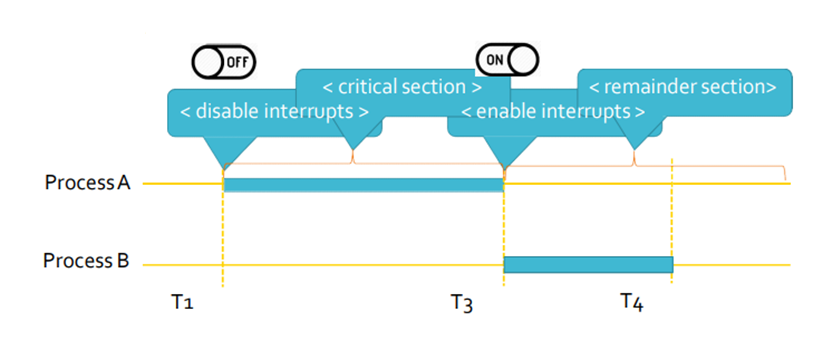 OFF
ON
< critical section >
< remainder section>
< disable interrupts >
< enable interrupts >
Process A
Process B
T1
T3
T4